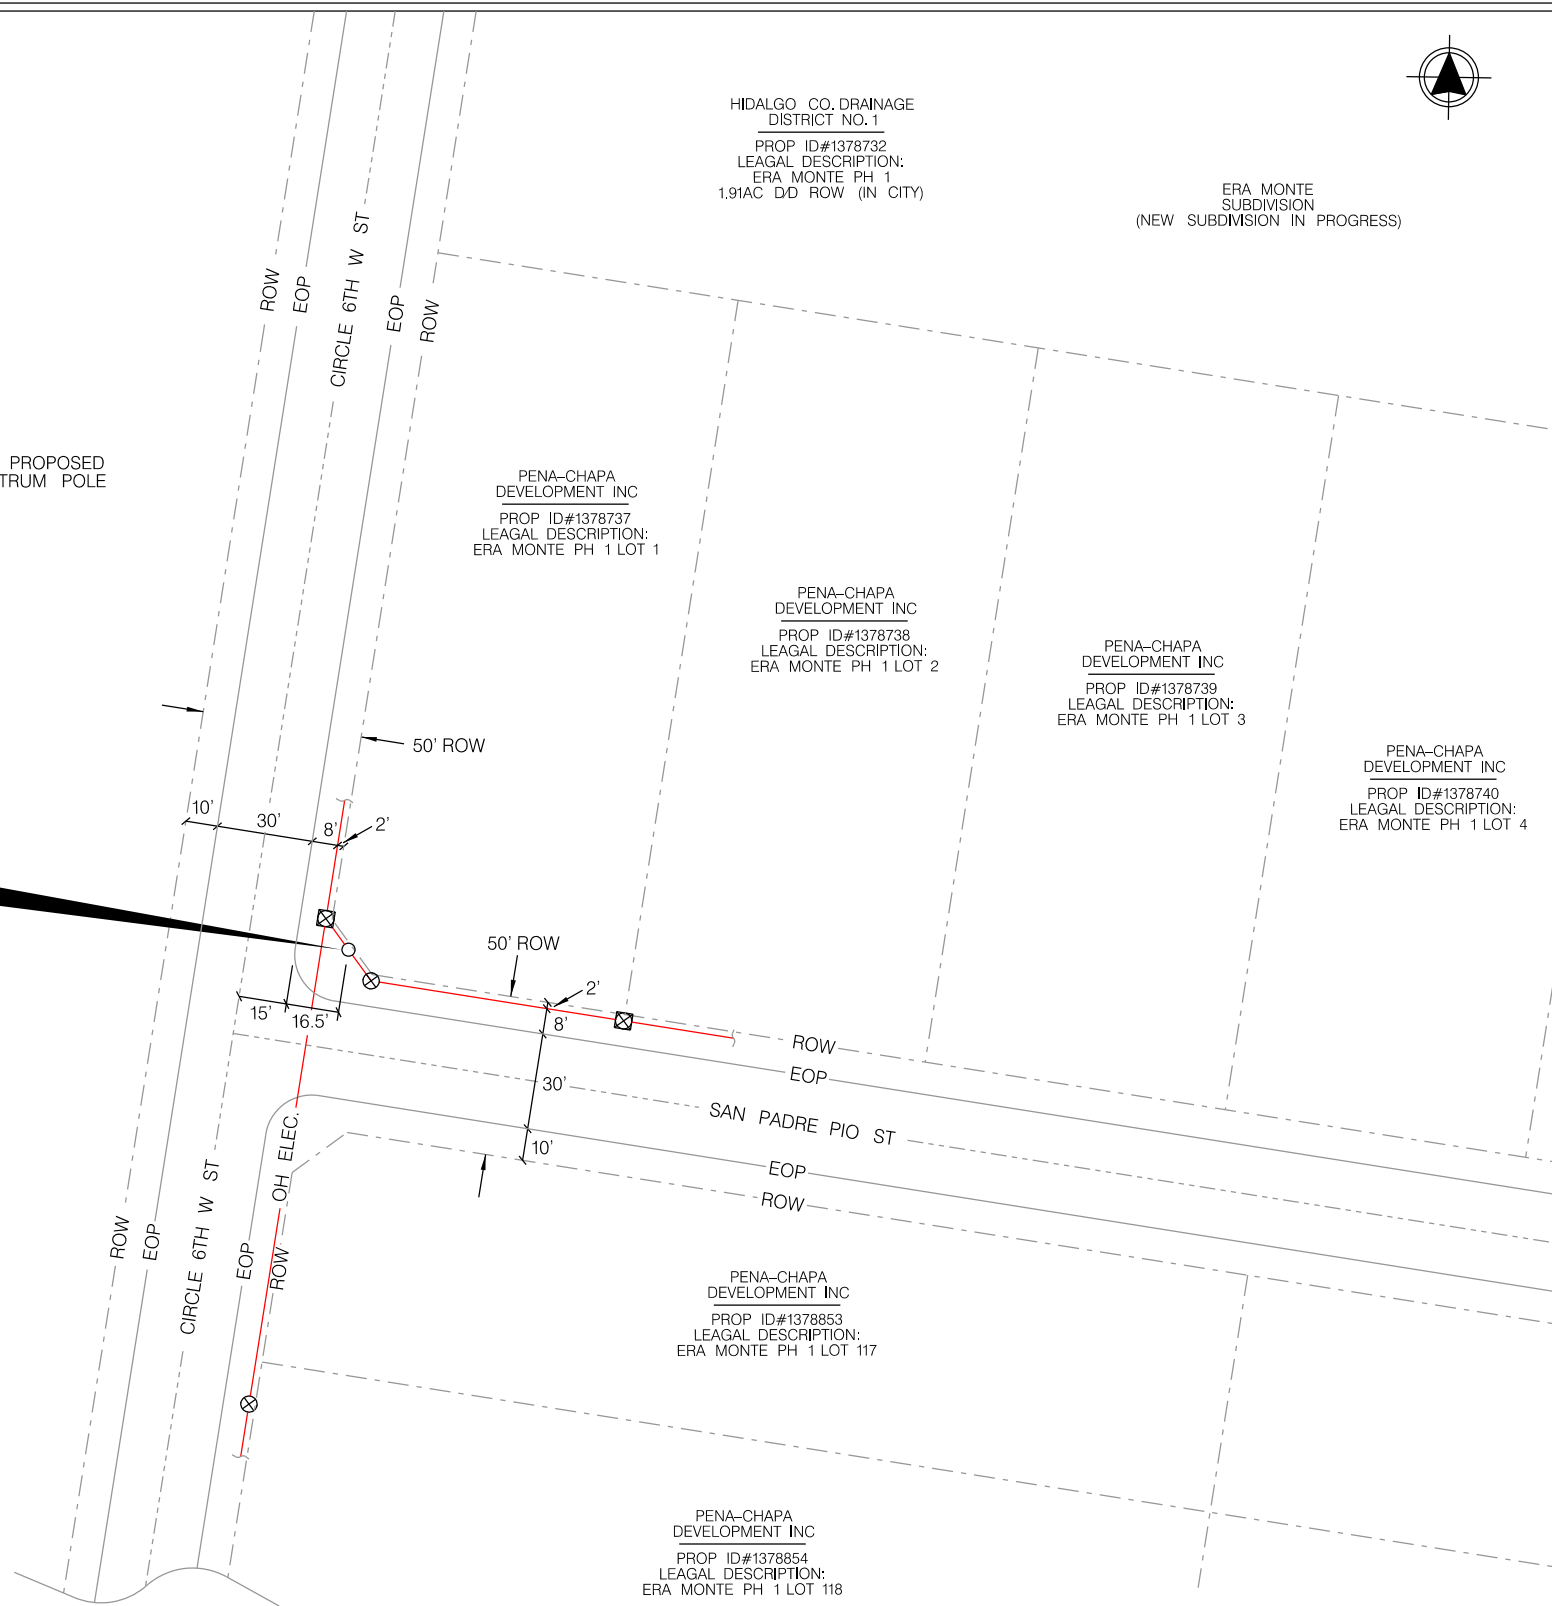 HIDALGO CO. DRAINAGE
DISTRICT NO. 1
PROP ID#1378732
LEAGAL DESCRIPTION:
ERA MONTE PH 1
1.91AC D/D ROW (IN CITY)
ERA MONTE
SUBDIVISION
(NEW SUBDIVISION IN PROGRESS)
ROW
EOP
CIRCLE 6TH W ST
EOP
ROW
PROPOSED
TRUM POLE
PENA-CHAPA
DEVELOPMENT INC
PROP ID#1378737
LEAGAL DESCRIPTION:
ERA MONTE PH 1 LOT 1
PENA-CHAPA
DEVELOPMENT INC
PROP ID#1378738
LEAGAL DESCRIPTION:
ERA MONTE PH 1 LOT 2
PENA-CHAPA
DEVELOPMENT INC
PROP ID#1378739
LEAGAL DESCRIPTION:
ERA MONTE PH 1 LOT 3
PENA-CHAPA
DEVELOPMENT INC
PROP ID#1378740
LEAGAL DESCRIPTION:
ERA MONTE PH 1 LOT 4
50' ROW
10'
30'
8'
2'
50' ROW
2'
15'
16.5'
8'
30'
10'
ROW
EOP
SAN PADRE PIO ST
EOP
ROW
OH ELEC.
ROW
EOP
CIRCLE 6TH W ST
EOP
ROW
PENA-CHAPA
DEVELOPMENT INC
PROP ID#1378853
LEAGAL DESCRIPTION:
ERA MONTE PH 1 LOT 117
PENA-CHAPA
DEVELOPMENT INC
PROP ID#1378854
LEAGAL DESCRIPTION:
ERA MONTE PH 1 LOT 118